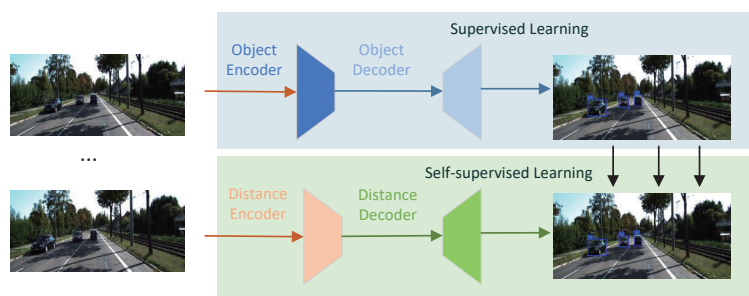 Supervised Learning
Object
Encoder
Object
Decoder
...
Self-supervised Learning
Distance
Encoder
Distance
Decoder